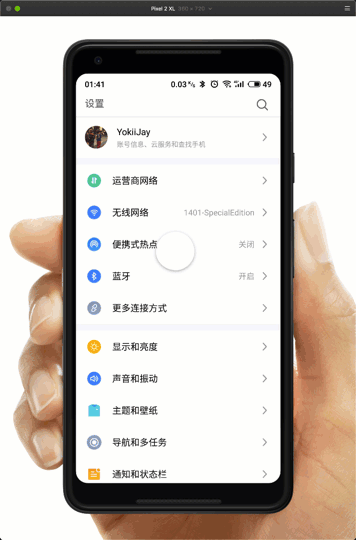 Pixel 2 XL 360 × 720
01:41 0.03 K/s 49
设置
YokiiJay
账号信息、云服务和查找手机
运营商网络
无线网络 1401-SpecialEdition
便携式热点 关闭
蓝牙 开启
更多连接方式
显示和亮度
声音和振动
主题和壁纸
导航和多任务
通知和状态栏